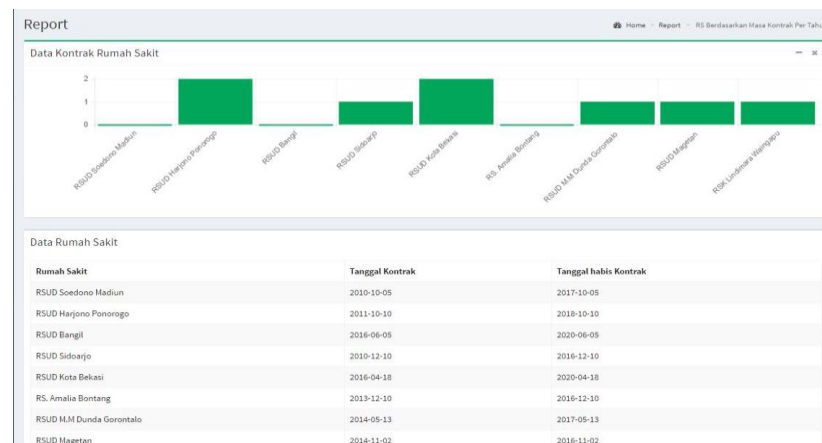 Report
Home Report RS Berdasarkan Masa Kontrak Per Tahu
Data Kontrak Rumah Sakit
2
1
0
RSUD Soedono Madiun
RSUD Harjono Ponorogo
RSUD Bangil
RSUD Sidoarjo
RSUD Kota Bekasi
RS. Amalia Bontang
RSUD M.M Dunda Gorontalo
RSUD Magetan
RSK Lindimara Waingapu
Data Rumah Sakit
Rumah Sakit Tanggal Kontrak Tanggal habis Kontrak
RSUD Soedono Madiun 2010-10-05 2017-10-05
RSUD Harjono Ponorogo 2011-10-10 2018-10-10
RSUD Bangil 2016-06-05 2020-06-05
RSUD Sidoarjo 2010-12-10 2016-12-10
RSUD Kota Bekasi 2016-04-18 2020-04-18
RS. Amalia Bontang 2013-12-10 2016-12-10
RSUD M.M Dunda Gorontalo 2014-05-13 2017-05-13
RSUD Magetan 2014-11-02 2016-11-02